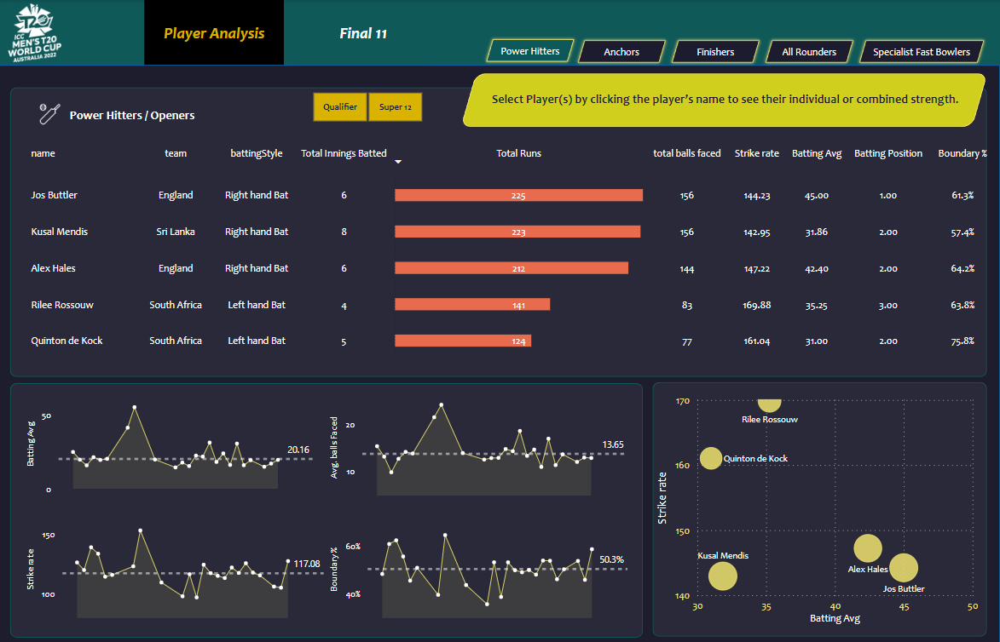 ICC
MEN'S T20
WORLD CUP
AUSTRALIA 2022
Player Analysis
Final 11
Power Hitters
Anchors
Finishers
All Rounders
Specialist Fast Bowlers
Power Hitters / Openers
Qualifier
Super 12
Select Player(s) by clicking the player's name to see their individual or combined strength.
name team battingStyle Total Innings Batted Total Runs total balls faced Strike rate Batting Avg Batting Position Boundary %
Jos Buttler England Right hand Bat 6 225 156 144.23 45.00 1.00 61.3%
Kusal Mendis Sri Lanka Right hand Bat 8 223 156 142.95 31.86 2.00 57.4%
Alex Hales England Right hand Bat 6 212 144 147.22 42.40 2.00 64.2%
Rilee Rossouw South Africa Left hand Bat 4 141 83 169.88 35.25 3.00 63.8%
Quinton de Kock South Africa Left hand Bat 5 124 77 161.04 31.00 2.00 75.8%
Batting Avg
50
0
20.16
Avg. balls Faced
20
10
13.65
Strike rate
150
100
117.08
Boundary %
60%
40%
50.3%
Strike rate
170
160
150
140
Rilee Rossouw
Quinton de Kock
Kusal Mendis
Alex Hales
Jos Buttler
30 35 40 45 50
Batting Avg